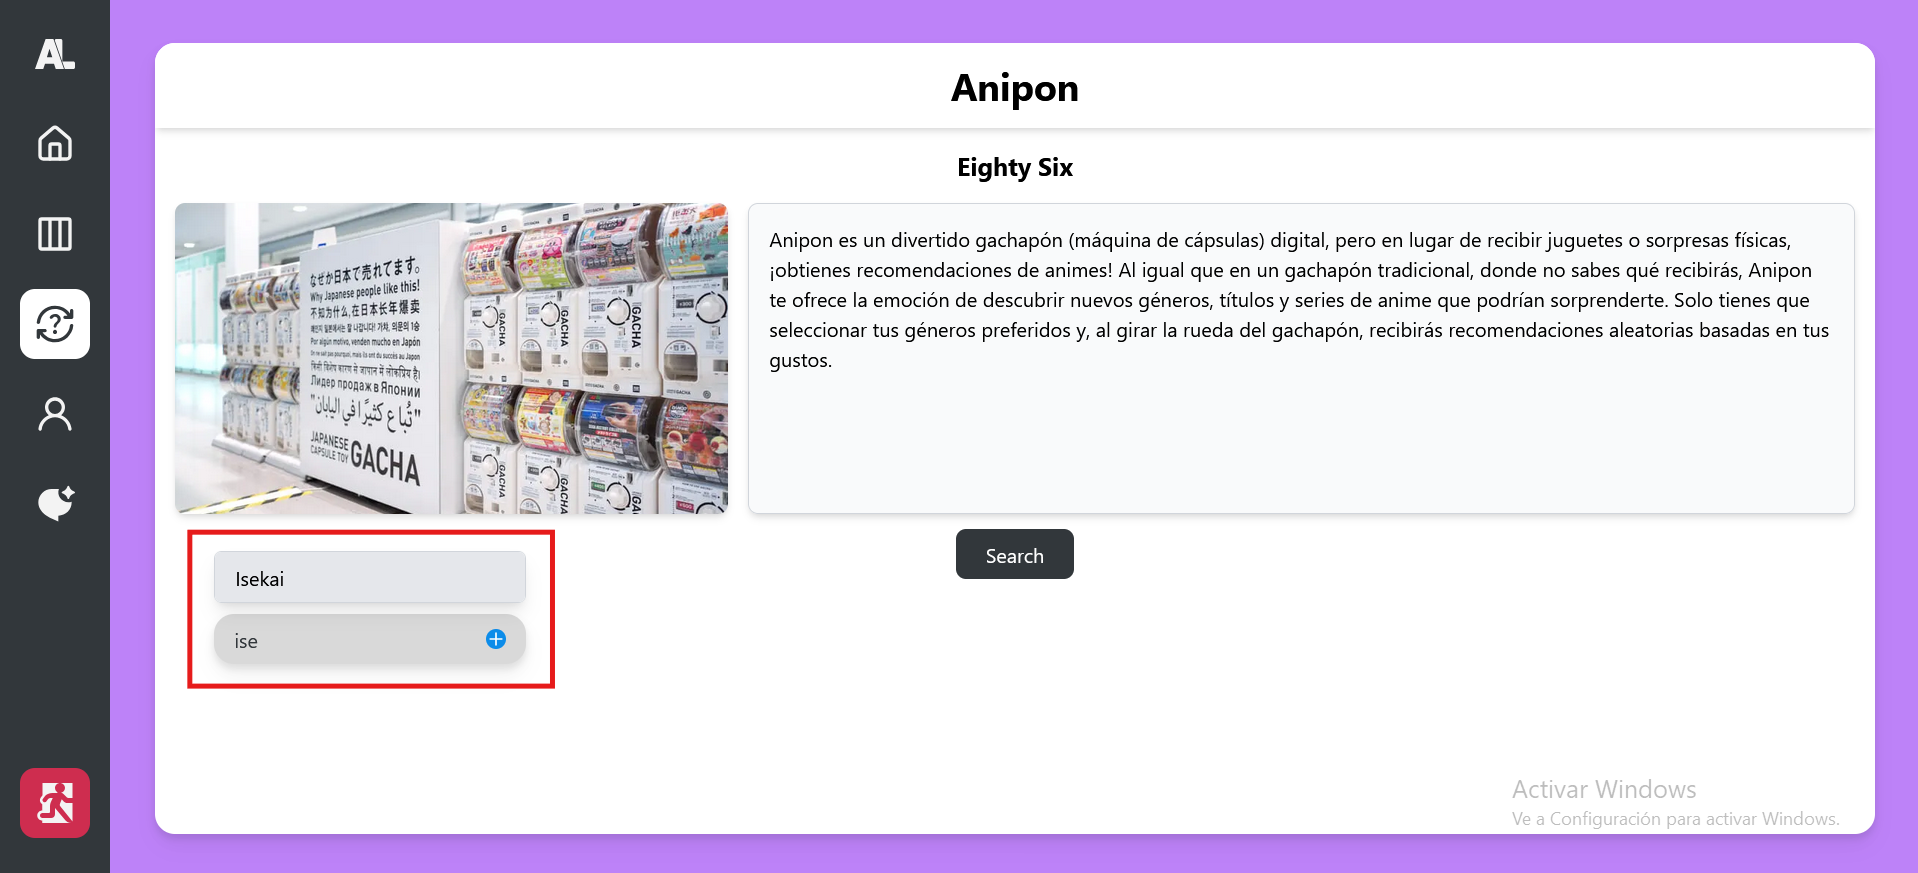 AL
Anipon
Eighty Six
なぜか日本で売れてます。
Why Japanese people like this!
不知为什么,在日本长年爆卖
Por algún motivo, venden mucho en Japón
Лидер продаж в Японии
"تُباع كثيرًا في اليابان"
JAPANESE
CAPSULE TOY GACHA
GACHA
GACHA
GACHA
GACHA
GACHA
GACHA
Anipon es un divertido gachapón (máquina de cápsulas) digital, pero en lugar de recibir juguetes o sorpresas físicas,
¡obtienes recomendaciones de animes! Al igual que en un gachapón tradicional, donde no sabes qué recibirás, Anipon
te ofrece la emoción de descubrir nuevos géneros, títulos y series de anime que podrían sorprenderte. Solo tienes que
seleccionar tus géneros preferidos y, al girar la rueda del gachapón, recibirás recomendaciones aleatorias basadas en tus
gustos.
Isekai
ise
Search
Activar Windows
Ve a Configuración para activar Windows.